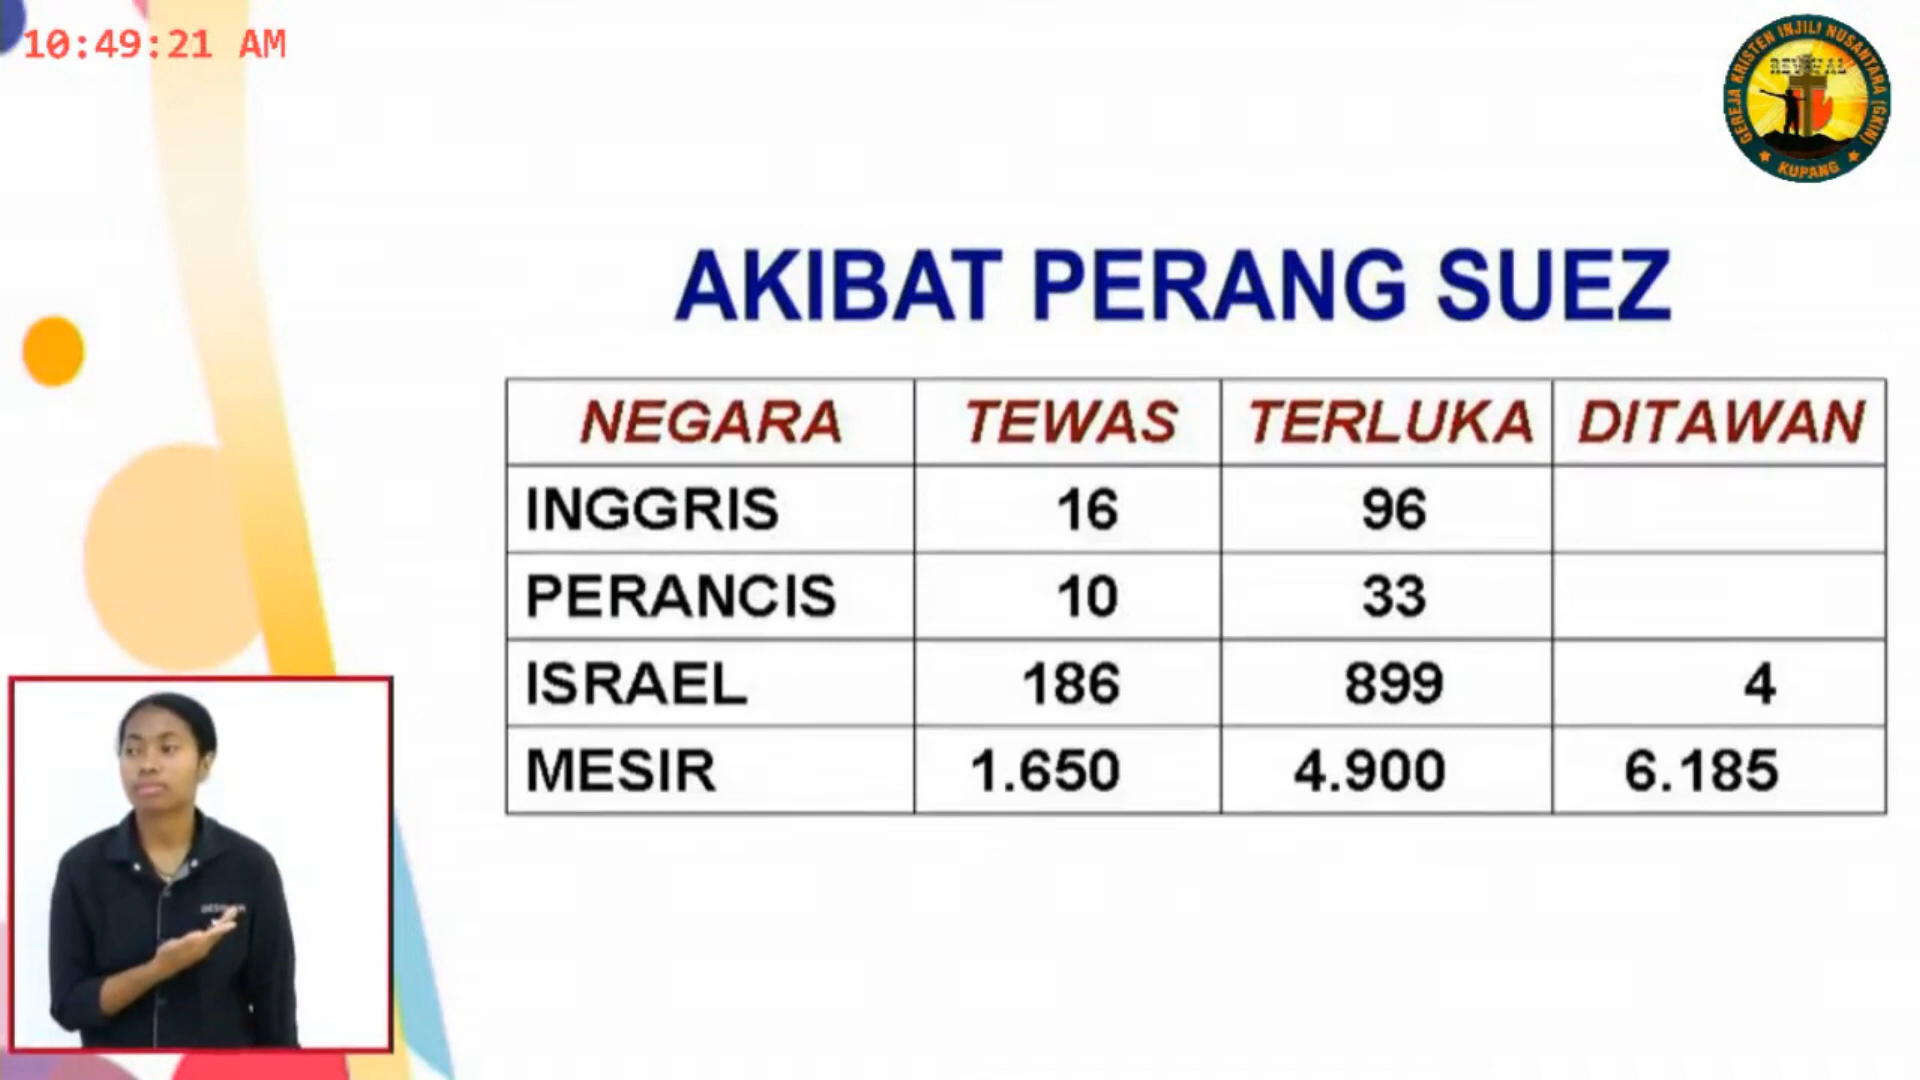 10:49:21 AM
GEREJA KRISTEN INJILI NUSANTARA (GKIN)
REVIVAL
KUPANG
AKIBAT PERANG SUEZ
NEGARA TEWAS TERLUKA DITAWAN
INGGRIS 16 96
PERANCIS 10 33
ISRAEL 186 899 4
MESIR 1.650 4.900 6.185